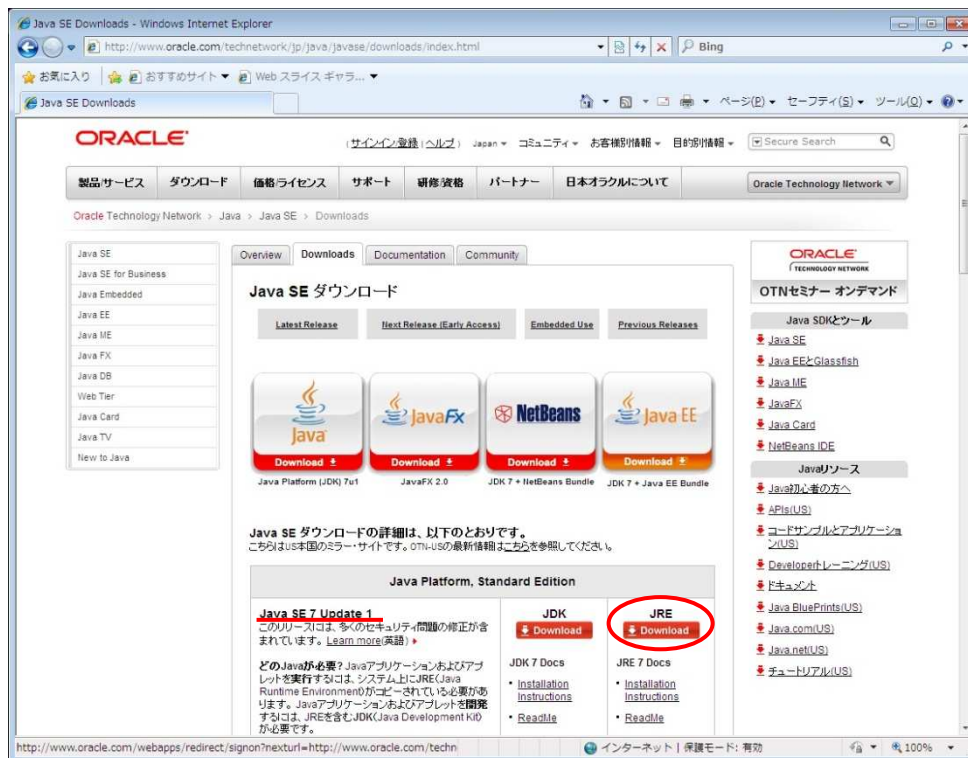 Java SE Downloads - Windows Internet Explorer
http://www.oracle.com/technetwork/jp/java/javase/downloads/index.html
Bing
お気に入り おすすめサイト Web スライス ギャラ...
Java SE Downloads
ページ(P) セーフティ(S) ツール(O)
ORACLE
(サインイン/登録 | ヘルプ) Japan コミュニティ お客様別情報 目的別情報 Secure Search
製品/サービス ダウンロード 価格/ライセンス サポート 研修/資格 パートナー 日本オラクルについて Oracle Technology Network
Oracle Technology Network > Java > Java SE > Downloads
Java SE
Java SE for Business
Java Embedded
Java EE
Java ME
Java FX
Java DB
Web Tier
Java Card
Java TV
New to Java
Overview Downloads Documentation Community
Java SE ダウンロード
Latest Release Next Release (Early Access) Embedded Use Previous Releases
Java JavaFX NetBeans Java EE
Download Download Download Download
Java Platform (JDK) 7u1 JavaFX 2.0 JDK 7 + NetBeans Bundle JDK 7 + Java EE Bundle
Java SE ダウンロードの詳細は、以下のとおりです。
こちらはUS本国のミラー・サイトです。OTN-USの最新情報はこちらを参照してください。
Java Platform, Standard Edition
Java SE 7 Update 1
このリリースには、多くのセキュリティ問題の修正が含
まれています。 Learn more(英語)
どのJavaが必要? Javaアプリケーションおよびアプ
レットを実行するには、システム上にJRE(Java
Runtime Environment)がコピーされている必要があ
ります。Javaアプリケーションおよびアプレットを開発
するには、JREを含むJDK(Java Development Kit)
が必要です。
JDK
Download
JDK 7 Docs
• Installation
Instructions
• ReadMe
JRE
Download
JRE 7 Docs
• Installation
Instructions
• ReadMe
ORACLE
TECHNOLOGY NETWORK
OTNセミナー オンデマンド
Java SDKとツール
Java SE
Java EEとGlassfish
Java ME
JavaFX
Java Card
NetBeans IDE
Javaリソース
Java初心者の方へ
APIs(US)
コードサンプルとアプリケーショ
ン(US)
Developerトレーニング(US)
ドキュメント
Java BluePrints(US)
Java.com(US)
Java.net(US)
チュートリアル(US)
http://www.oracle.com/webapps/redirect/signon?nexturl=http://www.oracle.com/techn
インターネット | 保護モード: 有効
100%